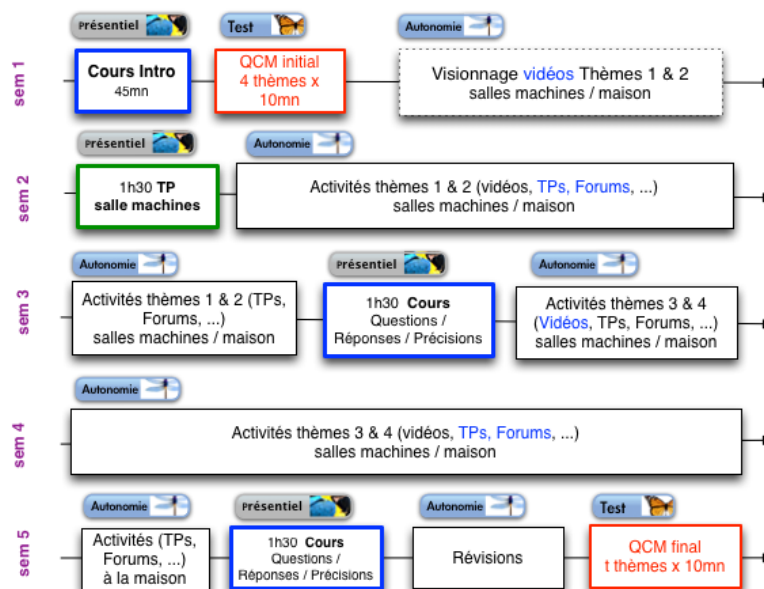 Présentiel
Test
Autonomie
sem 1
Cours Intro
45mn
QCM initial
4 thèmes x
10mn
Visionnage vidéos Thèmes 1 & 2
salles machines / maison
Présentiel
Autonomie
sem 2
1h30 TP
salle machines
Activités thèmes 1 & 2 (vidéos, TPs, Forums, ...)
salles machines / maison
Autonomie
Présentiel
Autonomie
sem 3
Activités thèmes 1 & 2 (TPs,
Forums, ...)
salles machines / maison
1h30 Cours
Questions /
Réponses / Précisions
Activités thèmes 3 & 4
(Vidéos, TPs, Forums, ...)
salles machines / maison
Autonomie
sem 4
Activités thèmes 3 & 4 (vidéos, TPs, Forums, ...)
salles machines / maison
Autonomie
Présentiel
Autonomie
Test
sem 5
Activités (TPs,
Forums, ...)
à la maison
1h30 Cours
Questions /
Réponses / Précisions
Révisions
QCM final
t thèmes x 10mn